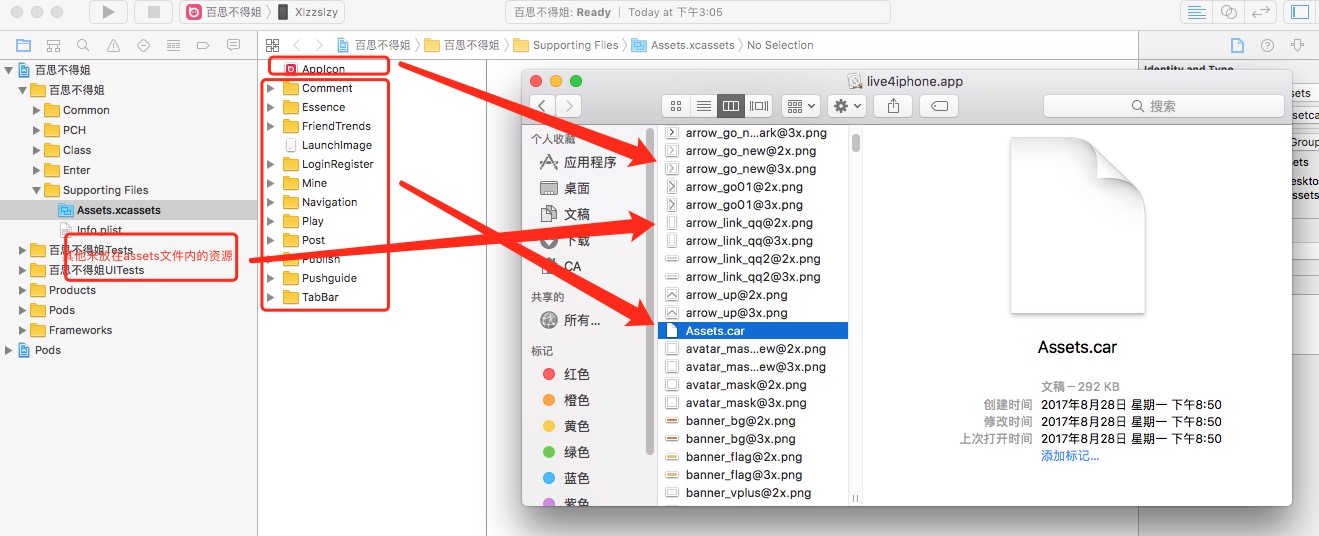 百思不得姐 Xlzzslzy
百思不得姐: Ready | Today at 下午3:05
百思不得姐 百思不得姐 Supporting Files Assets.xcassets No Selection
百思不得姐
百思不得姐
Common
PCH
Class
Enter
Supporting Files
Assets.xcassets
Info.plist
百思不得姐Tests
其他未放在assets文件内的资源
百思不得姐UITests
Products
Pods
Frameworks
Pods
AppIcon
Comment
Essence
FriendTrends
LaunchImage
LoginRegister
Mine
Navigation
Play
Post
Publish
Pushguide
TabBar
Identity and Type
live4iphone.app
搜索
个人收藏
应用程序
桌面
文稿
下载
CA
共享的
所有...
标记
红色
橙色
黄色
绿色
蓝色
紫色
arrow_go_n...ark@3x.png
arrow_go_new@2x.png
arrow_go_new@3x.png
arrow_go01@2x.png
arrow_go01@3x.png
arrow_link_qq@2x.png
arrow_link_qq@3x.png
arrow_link_qq2@2x.png
arrow_link_qq2@3x.png
arrow_up@2x.png
arrow_up@3x.png
Assets.car
avatar_mas...ew@2x.png
avatar_mas...ew@3x.png
avatar_mask@2x.png
avatar_mask@3x.png
banner_bg@2x.png
banner_bg@3x.png
banner_flag@2x.png
banner_flag@3x.png
banner_vplus@2x.png
Assets.car
文稿 – 292 KB
创建时间 2017年8月28日 星期一 下午8:50
修改时间 2017年8月28日 星期一 下午8:50
上次打开时间 2017年8月28日 星期一 下午8:50
添加标记...
sets
setca
Group
ets
eskto
Assets